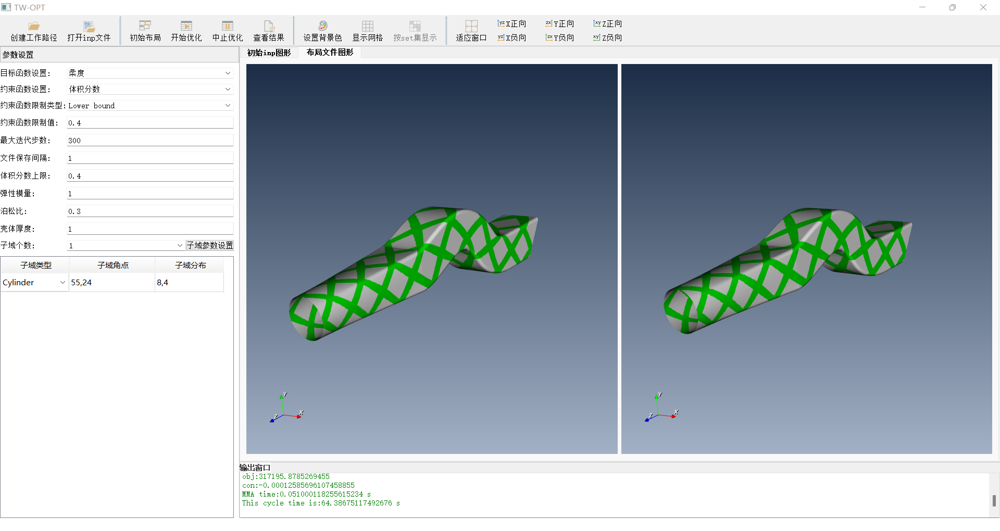 TW-OPT
创建工作路径 打开inp文件 初始布局 开始优化 中止优化 查看结果 设置背景色 显示网格 按set集显示 适应窗口
yz X正向 zx Y正向 xy Z正向
yz X负向 zx Y负向 xy Z负向
参数设置
初始inp图形 布局文件图形
目标函数设置: 柔度
约束函数设置: 体积分数
约束函数限制类型: Lower bound
约束函数限制值: 0.4
最大迭代步数: 300
文件保存间隔: 1
体积分数上限: 0.4
弹性模量: 1
泊松比: 0.3
壳体厚度: 1
子域个数: 1 子域参数设置
子域类型 子域角点 子域分布
Cylinder 55,24 8,4
Y
X
Z
Y
X
Z
输出窗口
obj:317195.8785269455
con:-0.00012585696107458855
MMA time:0.051000118255615234 s
This cycle time is:64.38675117492676 s